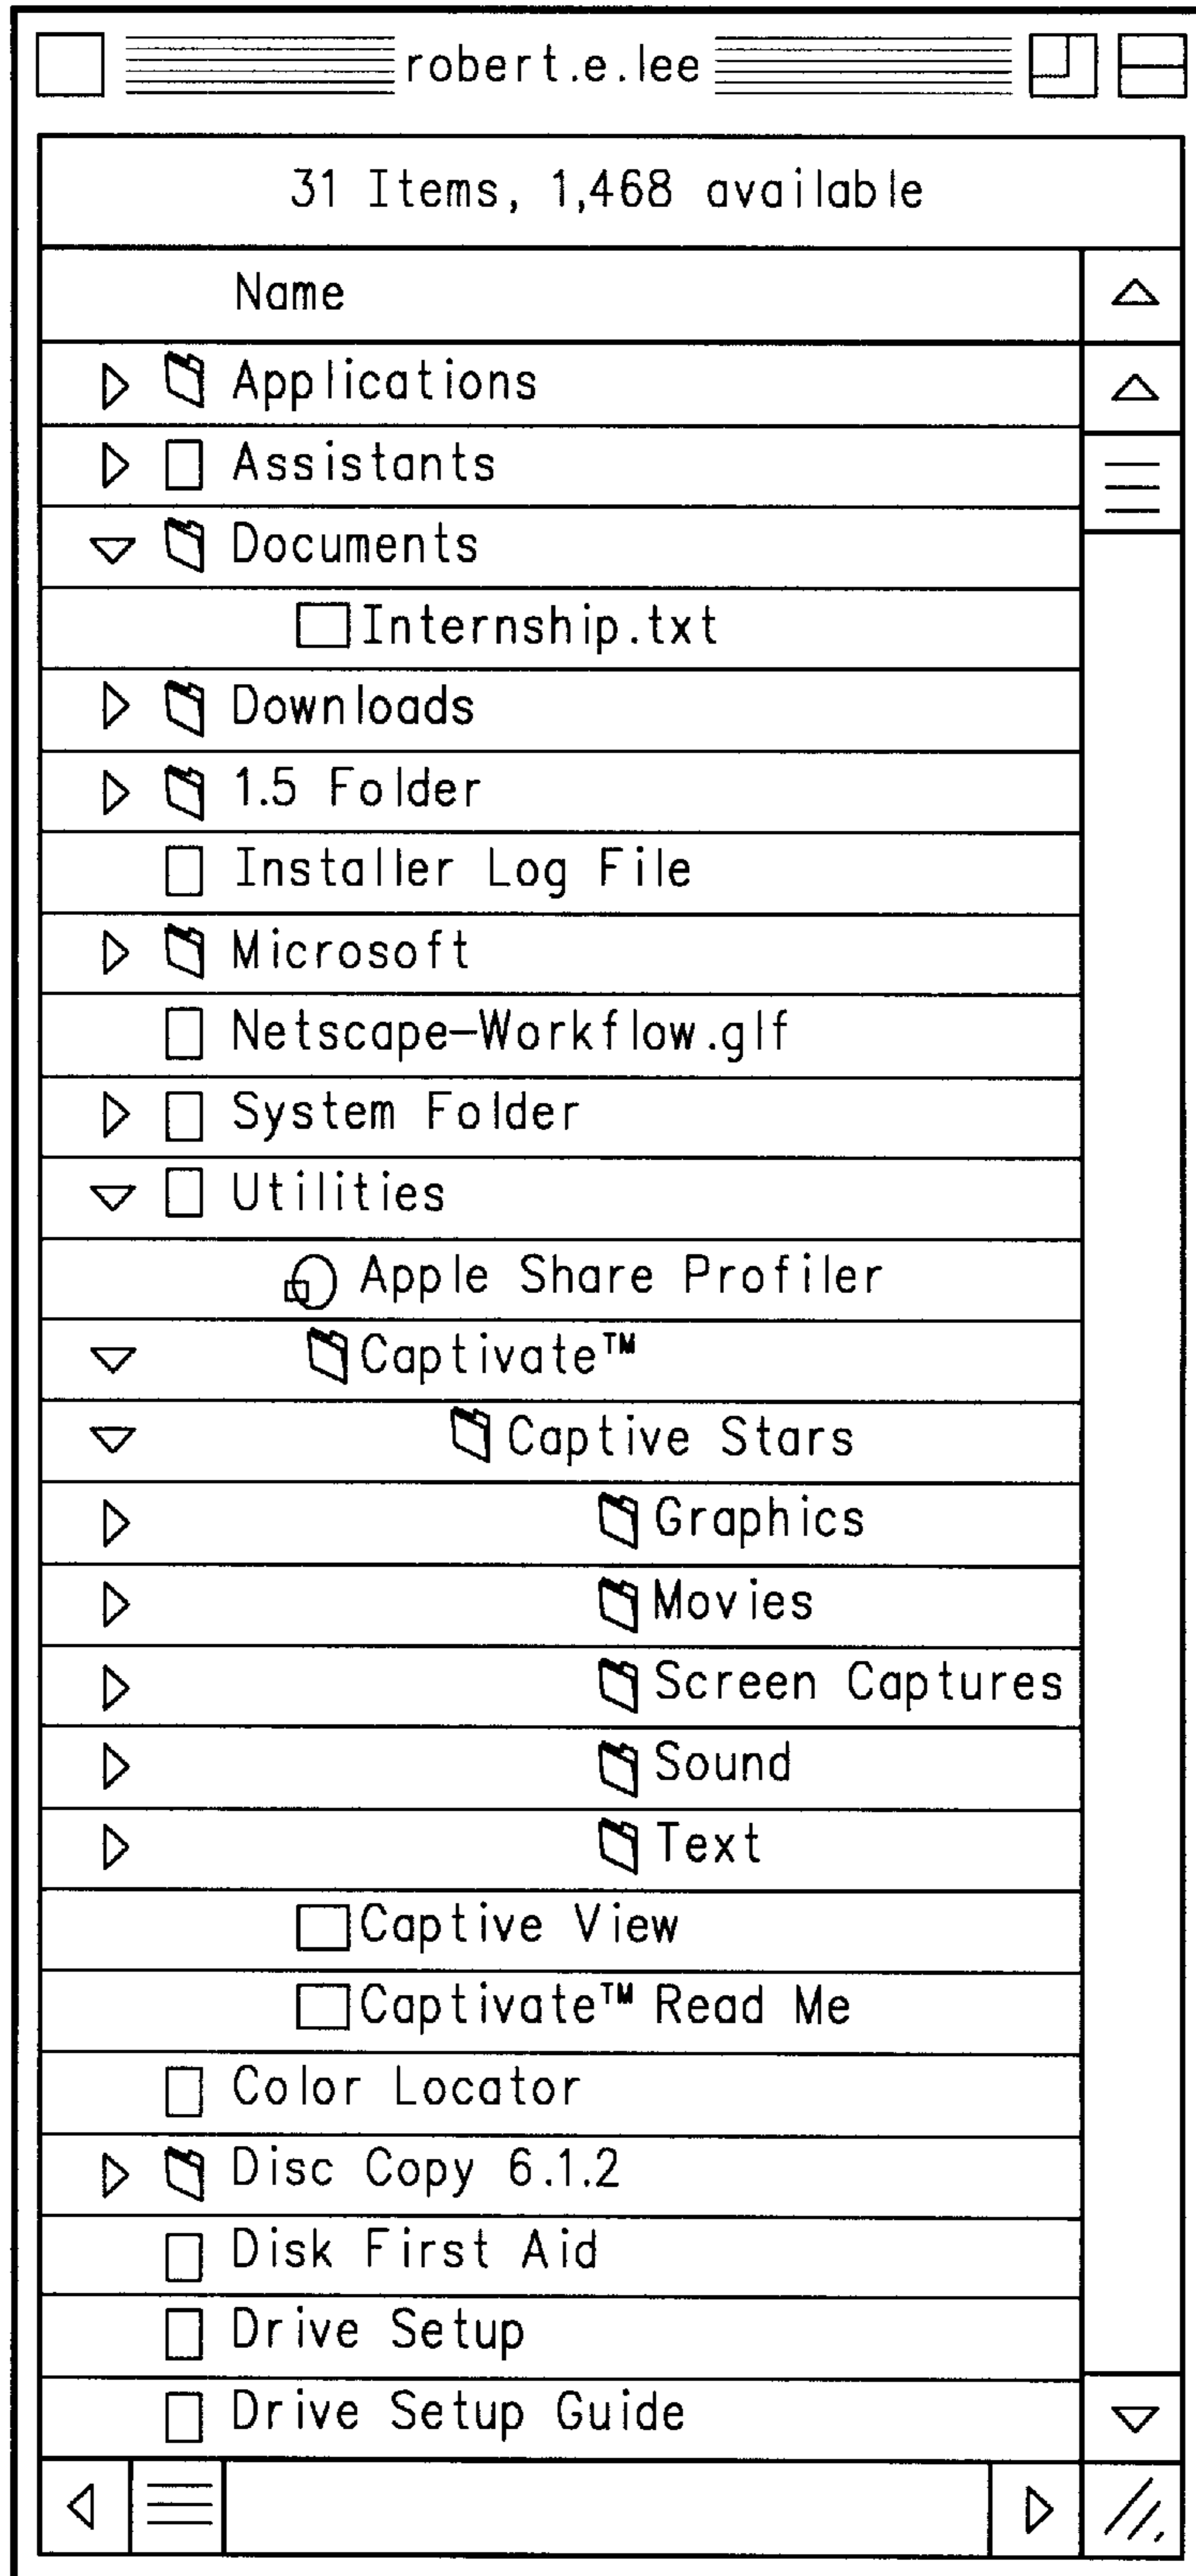 robert.e.lee
31 Items, 1,468 available
Name
Applications
Assistants
Documents
Internship.txt
Downloads
1.5 Folder
Installer Log File
Microsoft
Netscape–Workflow.glf
System Folder
Utilities
Apple Share Profiler
Captivate™
Captive Stars
Graphics
Movies
Screen Captures
Sound
Text
Captive View
Captivate™ Read Me
Color Locator
Disc Copy 6.1.2
Disk First Aid
Drive Setup
Drive Setup Guide